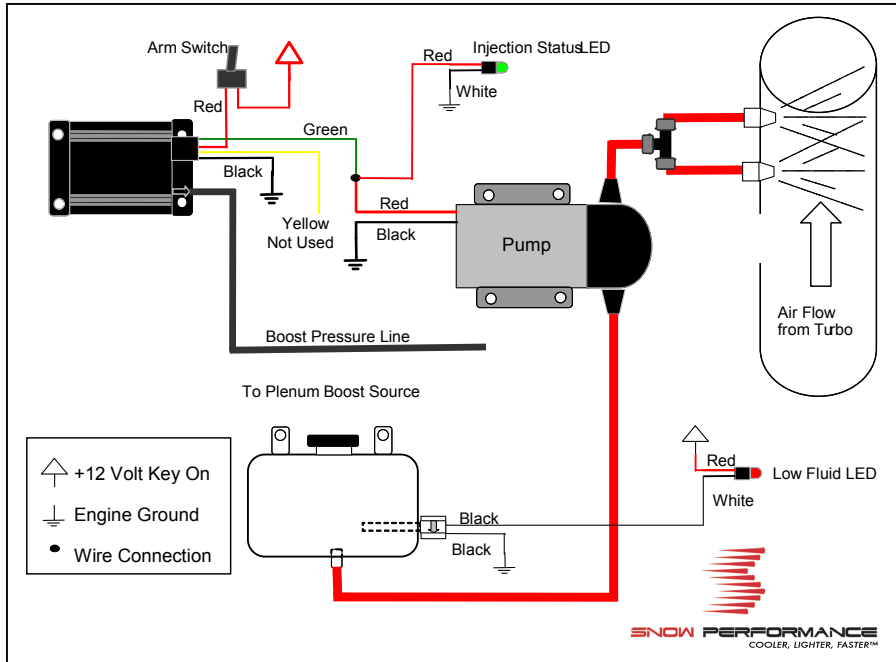 Arm Switch
Red
Injection StatusLED
Red
White
Green
Black
Yellow
Not Used
Red
Black
Pump
Air Flow
from Turbo
Boost Pressure Line
To Plenum Boost Source
+12 Volt Key On
Engine Ground
Wire Connection
Red
White
Low Fluid LED
Black
Black
SNOW PERFORMANCE
COOLER, LIGHTER, FASTER™